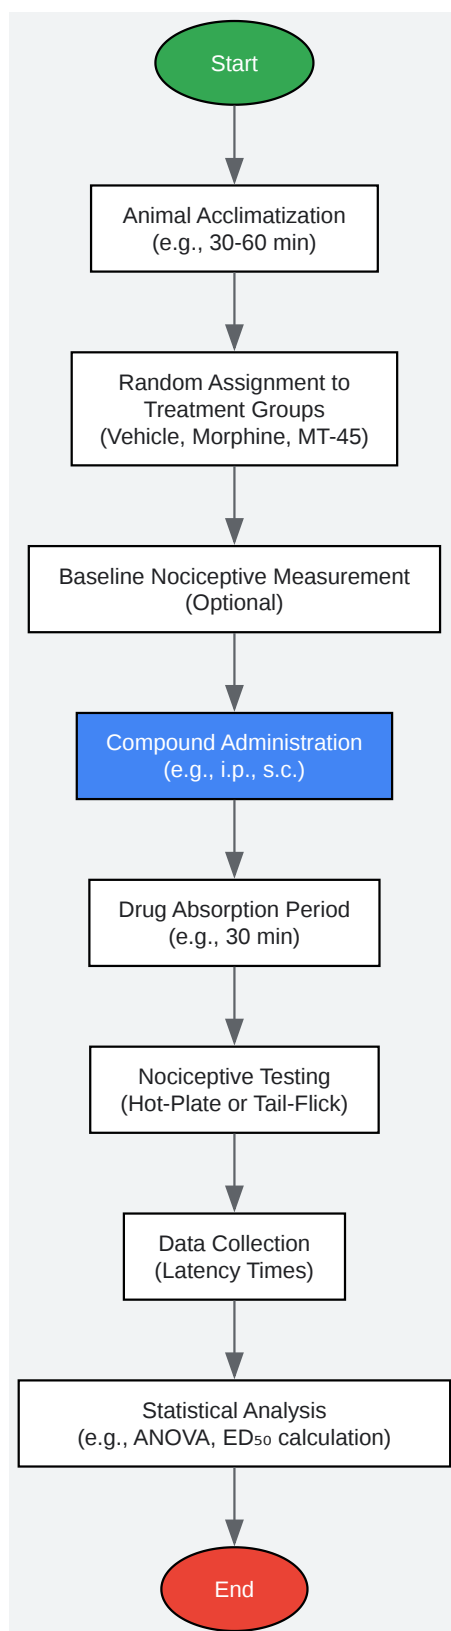 Start
Animal Acclimatization
(e.g., 30-60 min)
Random Assignment to
Treatment Groups
(Vehicle, Morphine, MT-45)
Baseline Nociceptive Measurement
(Optional)
Compound Administration
(e.g., i.p., s.c.)
Drug Absorption Period
(e.g., 30 min)
Nociceptive Testing
(Hot-Plate or Tail-Flick)
Data Collection
(Latency Times)
Statistical Analysis
(e.g., ANOVA, ED₅₀ calculation)
End